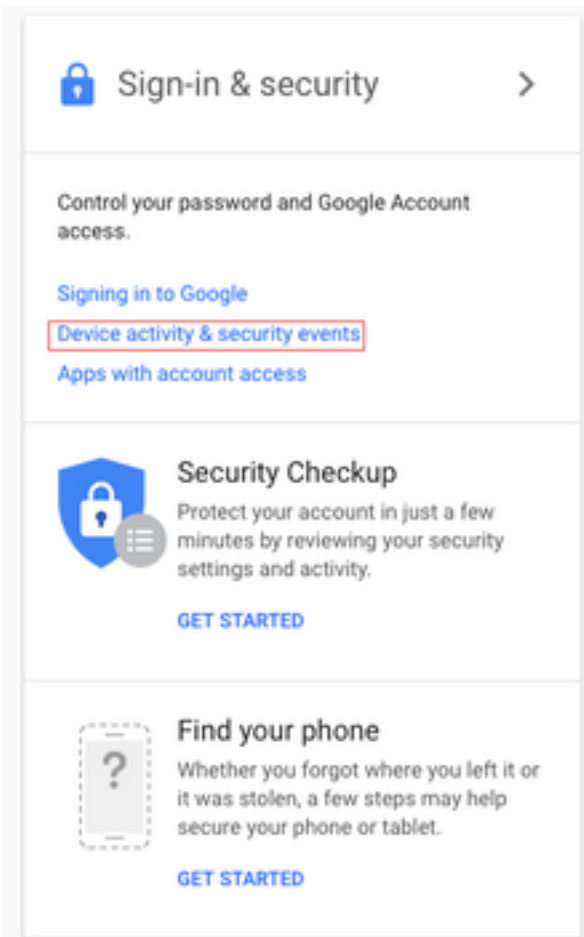 Sign-in & security
Control your password and Google Account
access.
Signing in to Google
Device activity & security events
Apps with account access
Security Checkup
Protect your account in just a few
minutes by reviewing your security
settings and activity.
GET STARTED
Find your phone
?
Whether you forgot where you left it or
it was stolen, a few steps may help
secure your phone or tablet.
GET STARTED